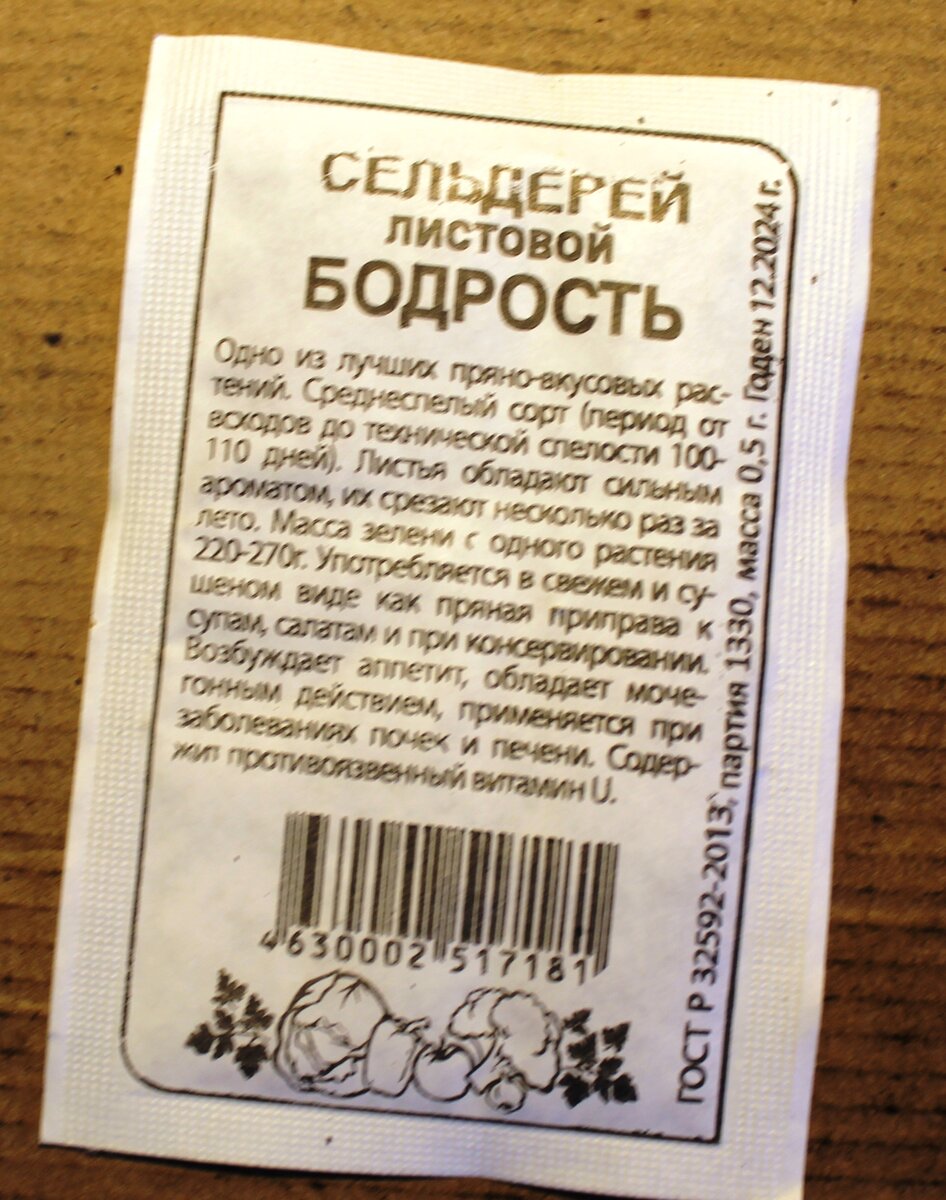 СЕЛЬДЕРЕЙ
ЛИСТОВОЙ
БОДРОСТЬ
Одно из лучших пряно-вкусовых рас-
тений. Среднеспелый сорт (период от
всходов до технической спелости 100-
110 дней). Листья обладают сильным
ароматом, их срезают несколько раз за
лето. Масса зелени с одного растения
220-270г. Употребляется в свежем и су-
шеном виде как пряная приправа к
супам, салатам и при консервировании.
Возбуждает аппетит, обладает моче-
гонным действием, применяется при
заболеваниях почек и печени. Содер-
жит противоязвенный витамин U.
4 630002 517181
ГОСТ Р 32592-2013, партия 1330, масса 0,5 г. Годен 12.2024 г.